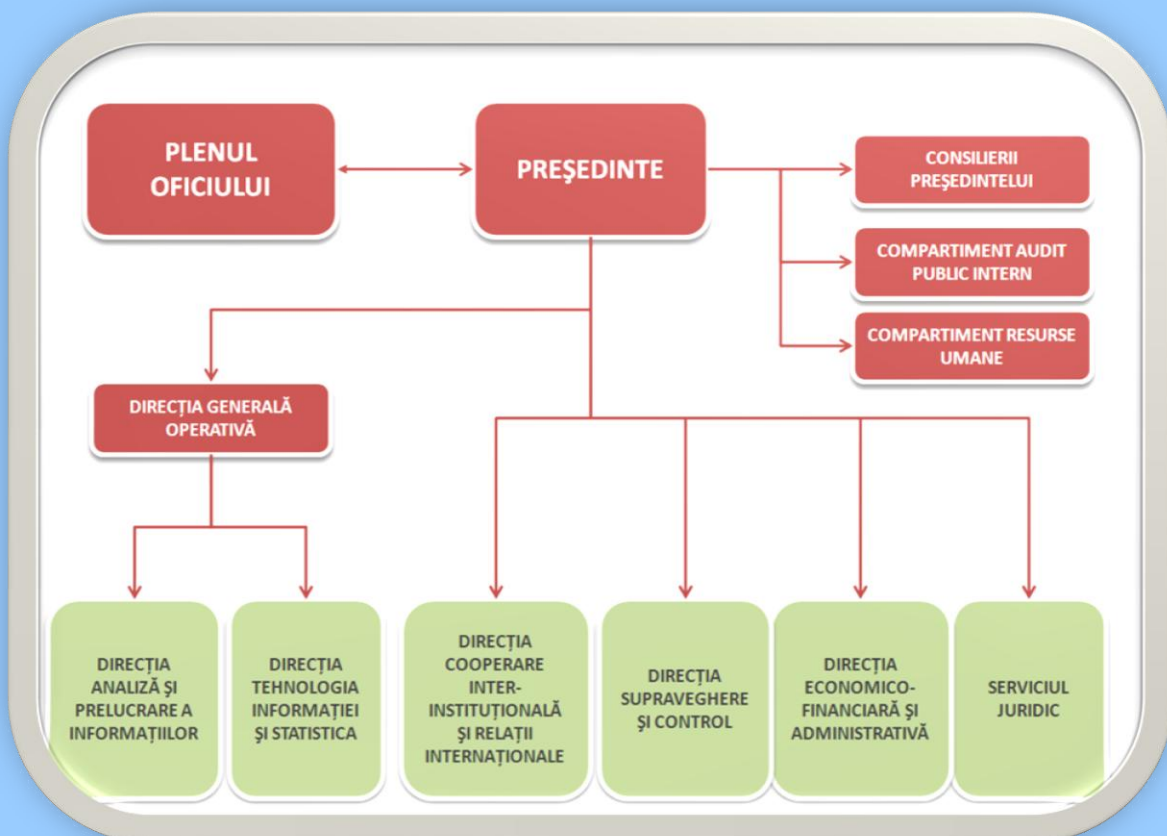 PLENUL
OFICIULUI
PREŞEDINTE
CONSILIERII
PREŞEDINTELUI
COMPARTIMENT AUDIT
PUBLIC INTERN
COMPARTIMENT RESURSE
UMANE
DIRECȚIA GENERALĂ
OPERATIVĂ
DIRECȚIA
ANALIZĂ ŞI
PRELUCRARE A
INFORMAȚIILOR
DIRECȚIA
TEHNOLOGIA
INFORMAȚIEI
ŞI STATISTICA
DIRECȚIA
COOPERARE
INTER-
INSTITUȚIONALĂ
ŞI RELAȚII
INTERNAȚIONALE
DIRECȚIA
SUPRAVEGHERE
ŞI CONTROL
DIRECȚIA
ECONOMICO-
FINANCIARĂ ŞI
ADMINISTRATIVĂ
SERVICIUL
JURIDIC